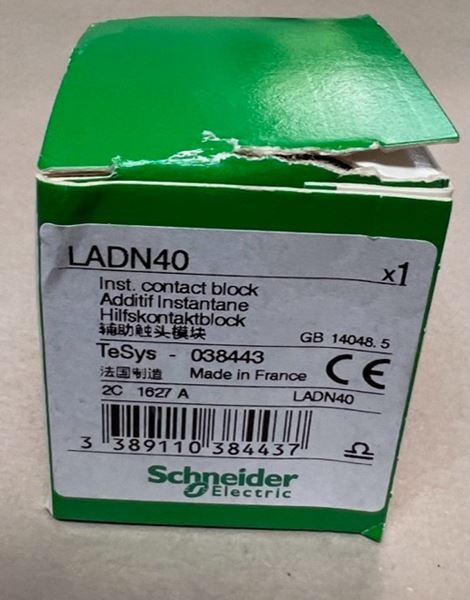 LADN40
x1
Inst. contact block
Additif Instantane
Hilfskontaktblock
辅助触头模块
GB 14048.5
TeSys - 038443
法国制造 Made in France CE
2C 1627 A LADN40
3 389110 384437
Schneider
Electric